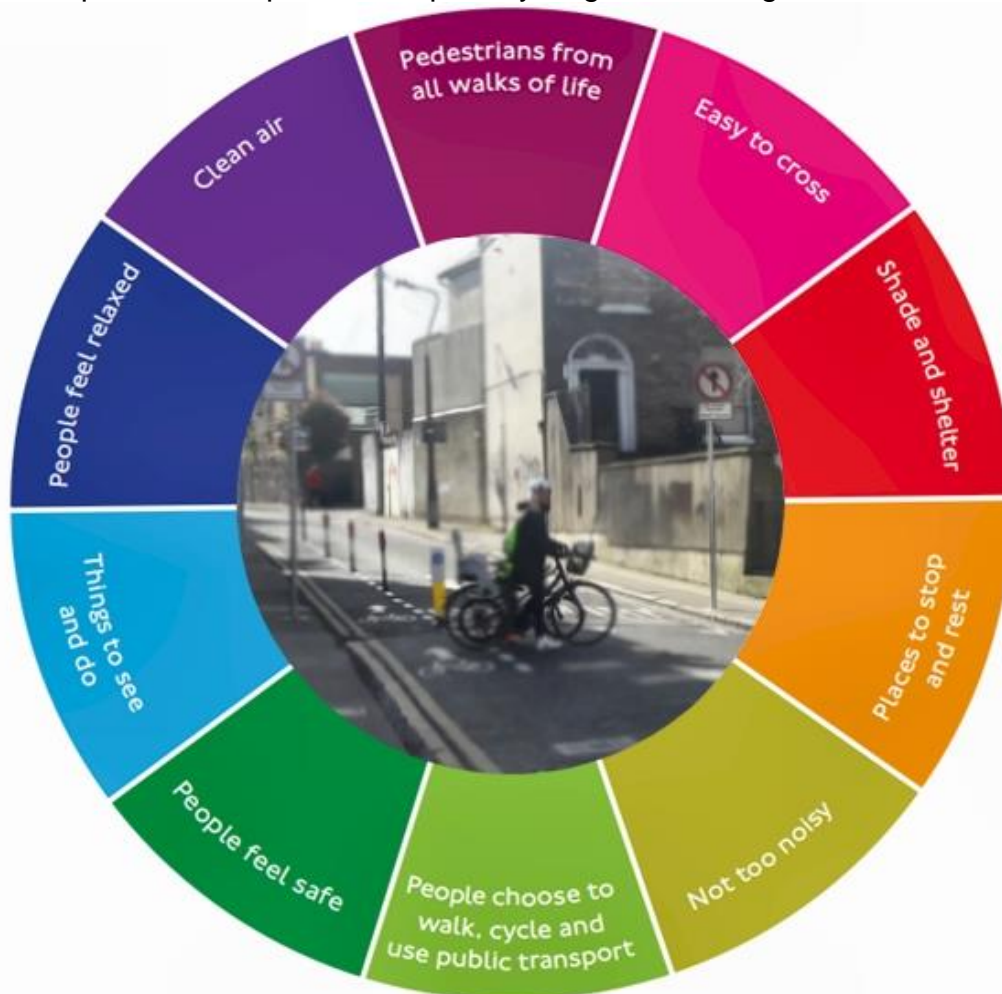 Pedestrians from
all walks of life
Easy to cross
Shade and shelter
Places to stop
and rest
Not too noisy
People choose to
walk, cycle and
use public transport
People feel safe
Things to see
and do
People feel relaxed
Clean air